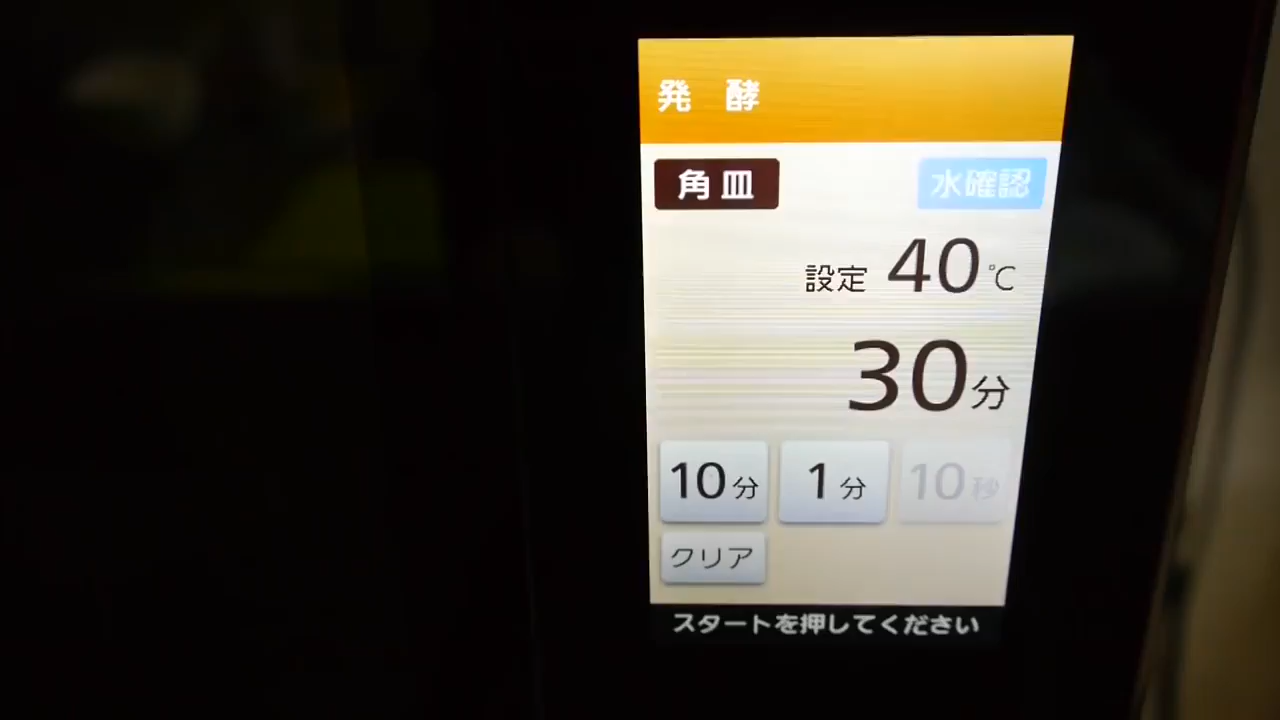 発 酵
角皿 水確認
設定 40℃
30分
10分 1分 10秒
クリア
スタートを押してください